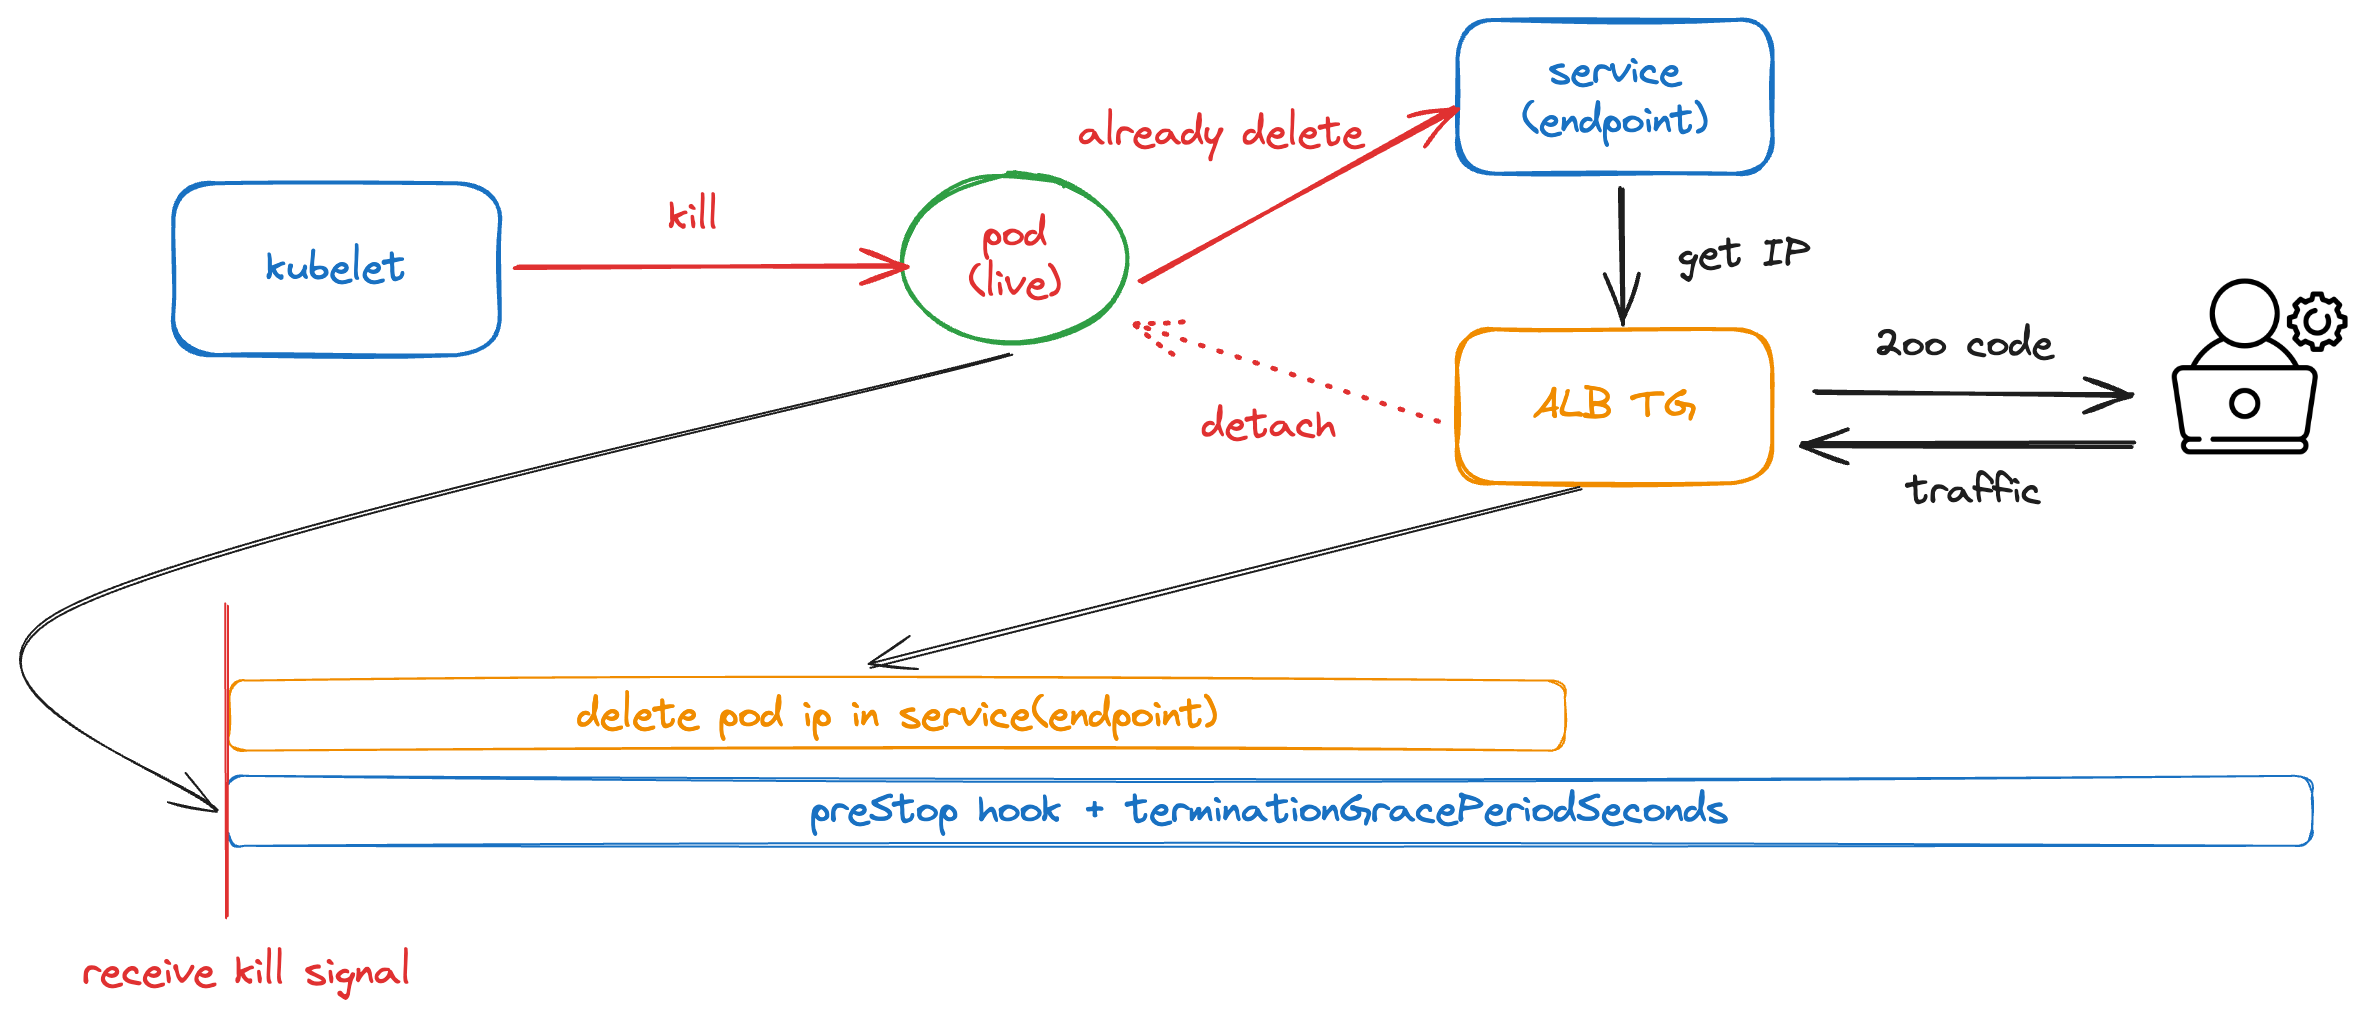 service
(endpoint)
already delete
kill
pod
(live)
kubelet
get IP
200 code
ALB TG
detach
traffic
delete pod ip in service(endpoint)
preStop hook + terminationGracePeriodSeconds
receive kill signal